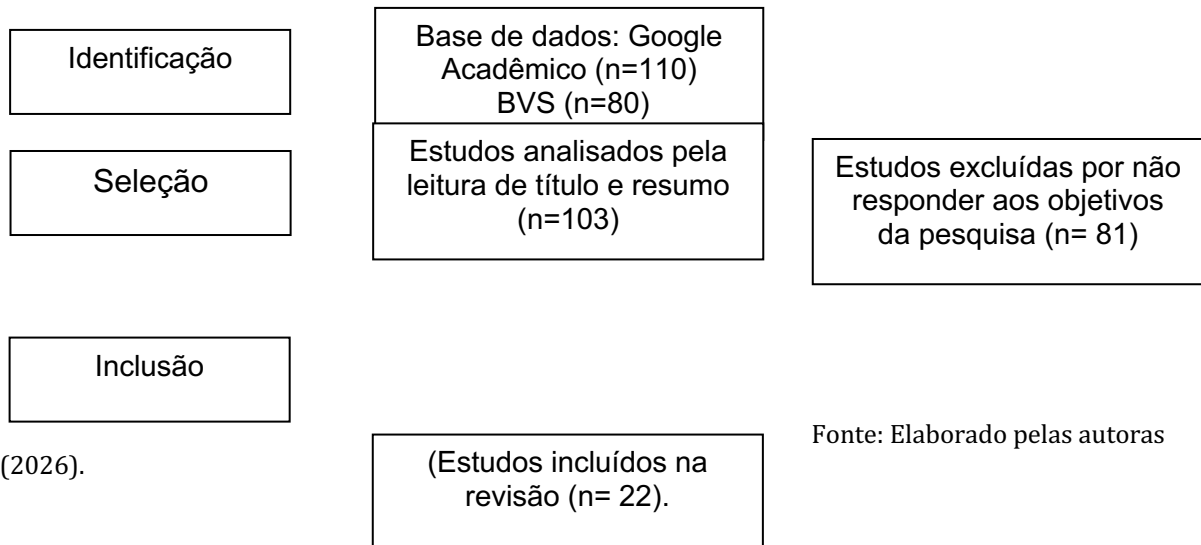 Identificação
Base de dados: Google
Acadêmico (n=110)
BVS (n=80)
Seleção
Estudos analisados pela
leitura de título e resumo
(n=103)
Estudos excluídas por não
responder aos objetivos
da pesquisa (n= 81)
Inclusão
(Estudos incluídos na
revisão (n= 22).
Fonte: Elaborado pelas autoras
(2026).